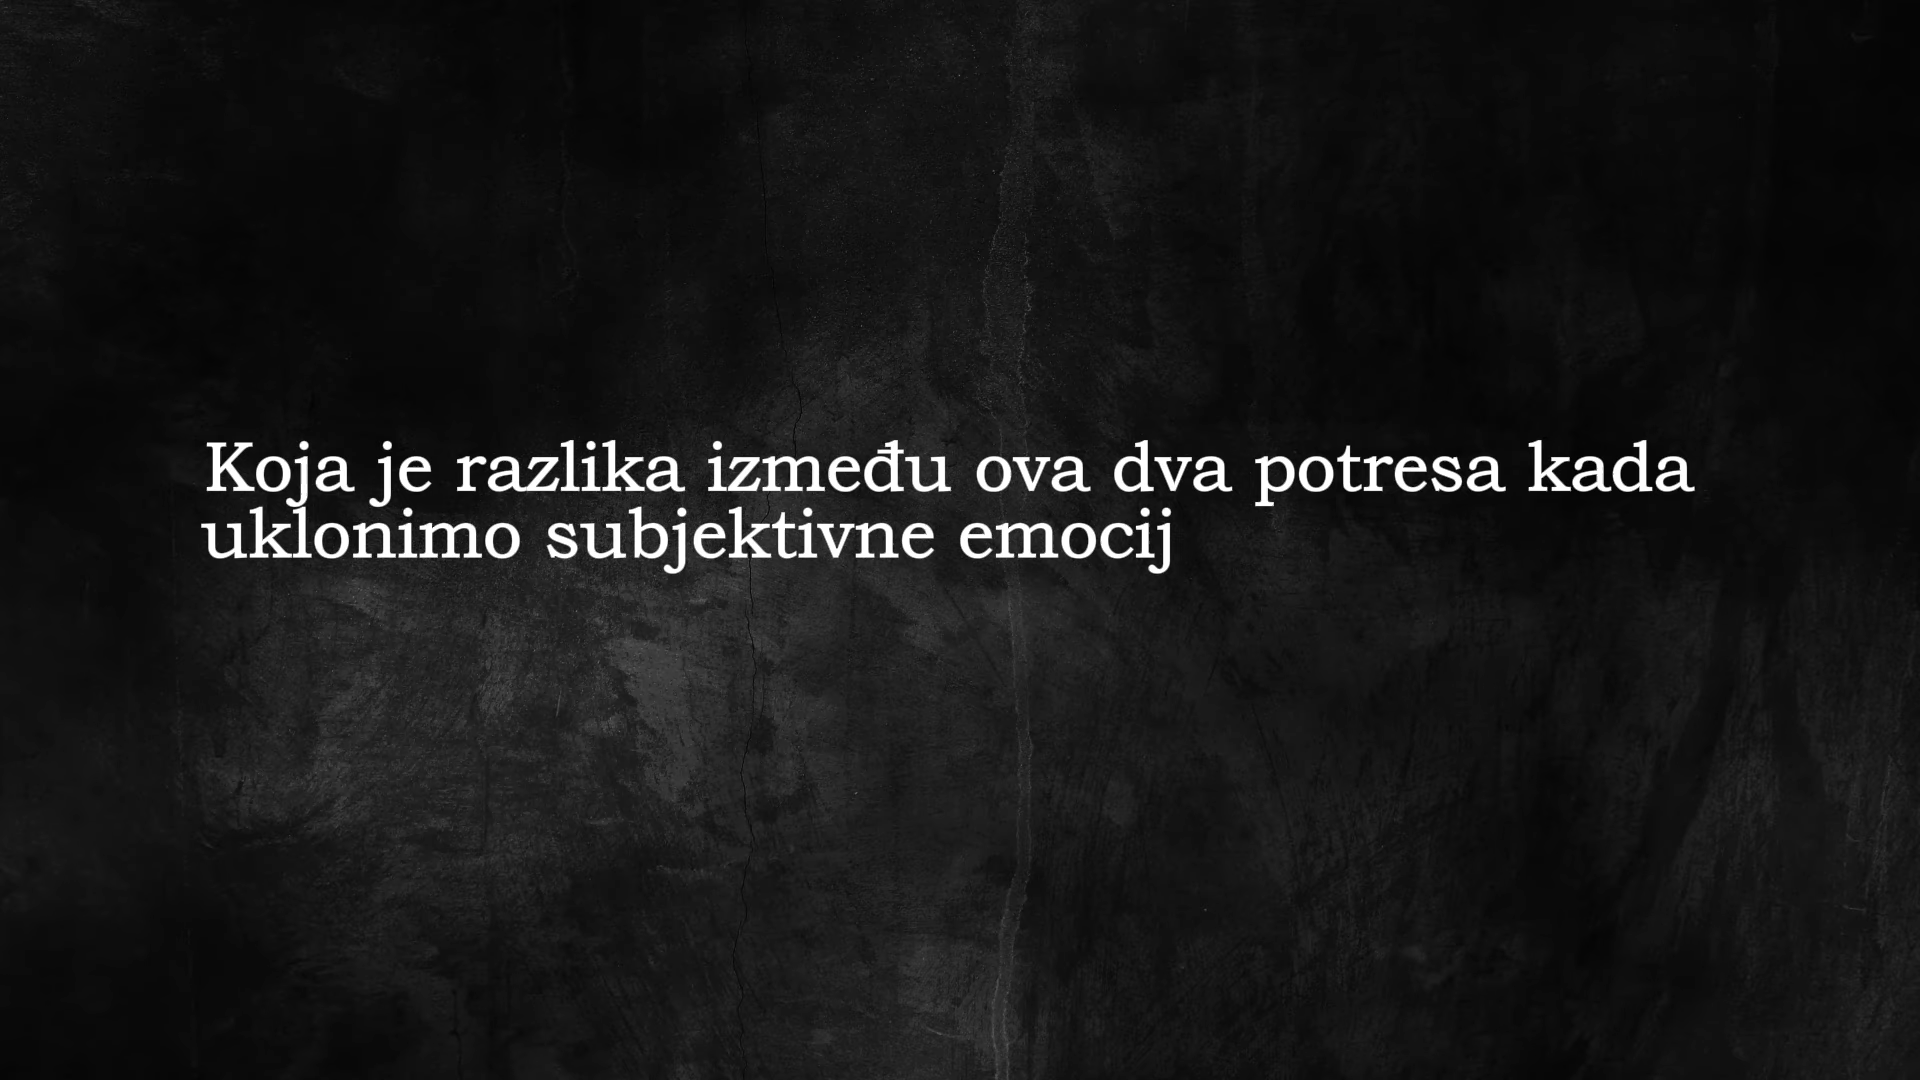 Koja je razlika između ova dva potresa kada
uklonimo subjektivne emocij